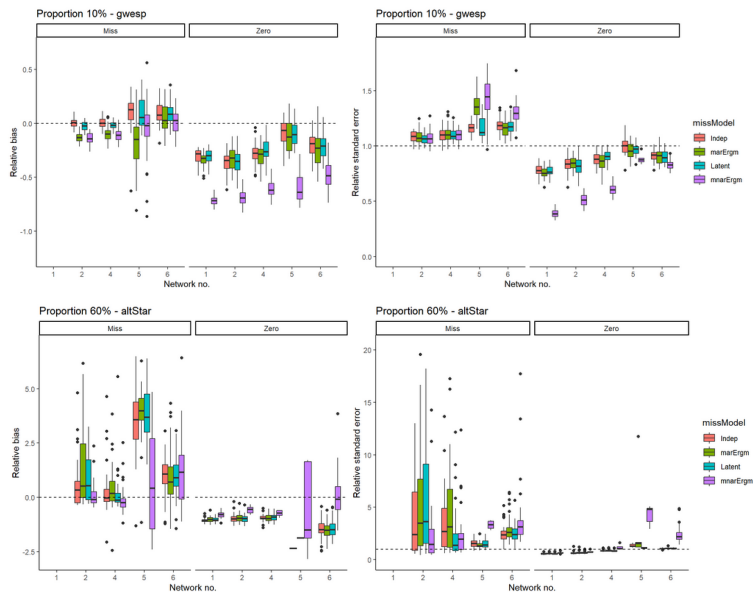 Proportion 10% - gwesp
Miss
Zero
Relative bias
0.5
0.0
-0.5
-1.0
1 2 4 5 6
1 2 4 5 6
Network no.
Proportion 10% - gwesp
Miss
Zero
Relative standard error
1.5
1.0
0.5
0.0
1 2 4 5 6
1 2 4 5 6
Network no.
missModel
Indep
marErgm
Latent
mnarErgm
Proportion 60% - altStar
Miss
Zero
Relative bias
5.0
2.5
0.0
-2.5
1 2 4 5 6
1 2 4 5 6
Network no.
Proportion 60% - altStar
Miss
Zero
Relative standard error
20
15
10
5
0
1 2 4 5 6
1 2 4 5 6
Network no.
missModel
Indep
marErgm
Latent
mnarErgm